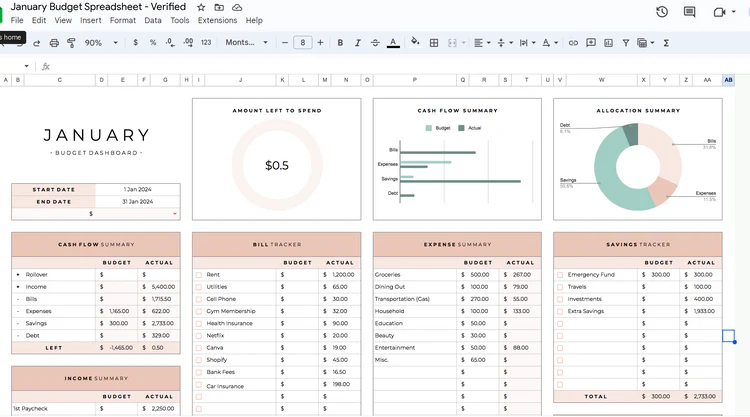 January Budget Spreadsheet - Verified
File Edit View Insert Format Data Tools Extensions Help
s home
90% $ % .0 .00 123 Monts... - 8 + B I S A
fx
A B C D E F G H I J K L M N O P Q R S T U V W X Y Z AA AB
JANUARY
- BUDGET DASHBOARD -
START DATE 1 Jan 2024
END DATE 31 Jan 2024
$
AMOUNT LEFT TO SPEND
$0.5
CASH FLOW SUMMARY
Budget Actual
Bills
Expenses
Savings
Debt
ALLOCATION SUMMARY
Debt
6.1%
Bills
31.8%
Savings
50.6%
Expenses
11.5%
CASH FLOW SUMMARY
BUDGET ACTUAL
+ Rollover $ $
+ Income $ $ 5,400.00
- Bills $ $ 1,715.50
- Expenses $ 1,165.00 $ 622.00
- Savings $ 300.00 $ 2,733.00
- Debt $ $ 329.00
LEFT $ -1,465.00 $ 0.50
INCOME SUMMARY
BUDGET ACTUAL
1st Paycheck $ $ 2,250.00
BILL TRACKER
BUDGET ACTUAL
Rent $ $ 1,200.00
Utilities $ $ 65.00
Cell Phone $ $ 30.00
Gym Membership $ $ 32.00
Health Insurance $ $ 90.00
Netflix $ $ 20.00
Canva $ $ 19.00
Shopify $ $ 45.00
Bank Fees $ $ 16.50
Car Insurance $ $ 198.00
$ $
$ $
EXPENSE SUMMARY
BUDGET ACTUAL
Groceries $ 500.00 $ 267.00
Dining Out $ 100.00 $ 79.00
Transportation (Gas) $ 270.00 $ 55.00
Household $ 100.00 $ 133.00
Education $ 50.00 $
Beauty $ 30.00 $
Entertainment $ 50.00 $ 88.00
Misc. $ 65.00 $
$ $
$ $
$ $
$ $
SAVINGS TRACKER
BUDGET ACTUAL
Emergency Fund $ 300.00 $ 300.00
Travels $ $ 100.00
Investments $ $ 400.00
Extra Savings $ $ 1,933.00
$ $
$ $
$ $
$ $
$ $
$ $
TOTAL $ 300.00 $ 2,733.00